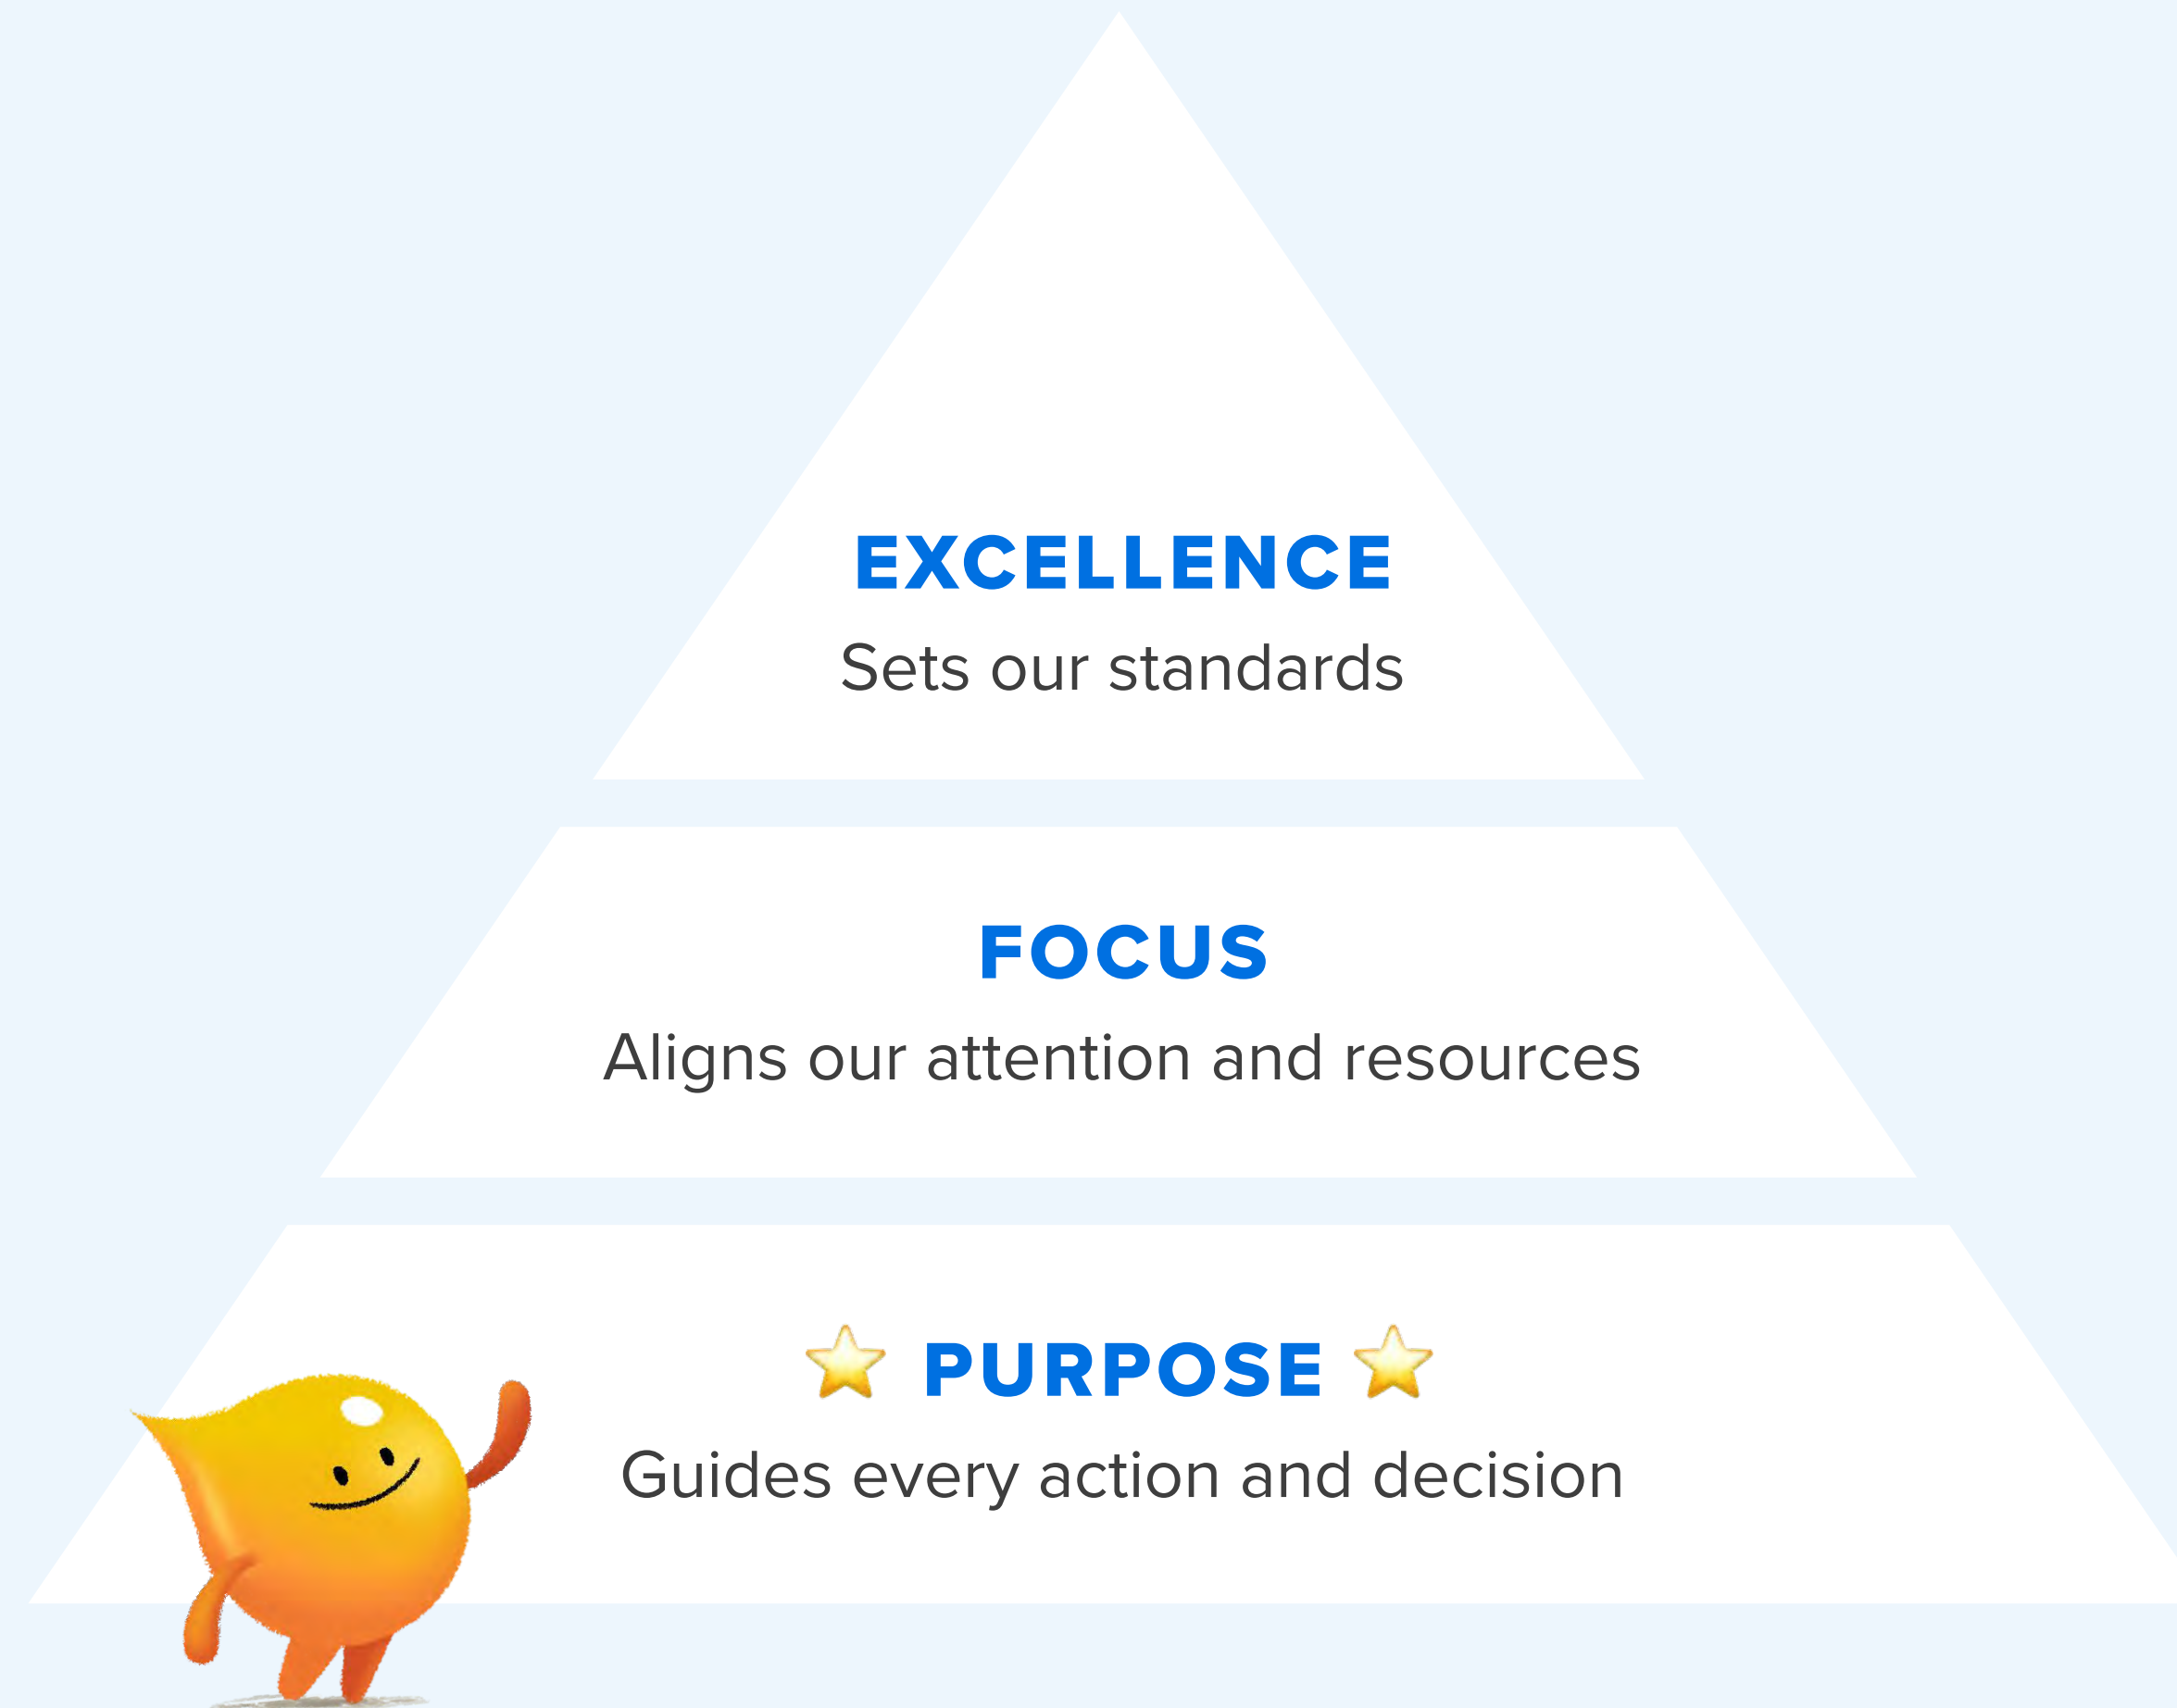 EXCELLENCE
Sets our standards
FOCUS
Aligns our attention and resources
PURPOSE
Guides every action and decision